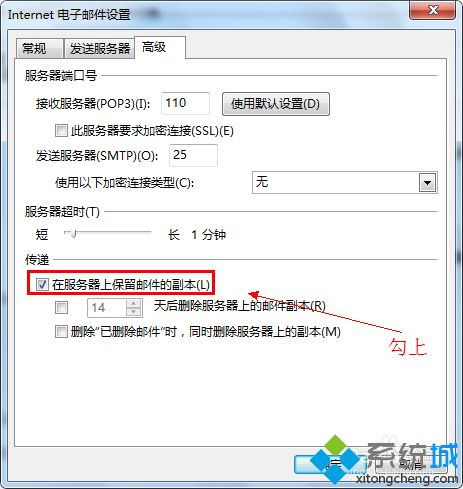 Internet 电子邮件设置
常规 发送服务器 高级
服务器端口号
接收服务器(POP3)(I): 110 使用默认设置(D)
此服务器要求加密连接(SSL)(E)
发送服务器(SMTP)(O): 25
使用以下加密连接类型(C): 无
服务器超时(T)
短 长 1 分钟
传递
在服务器上保留邮件的副本(L)
14 天后删除服务器上的邮件副本(R)
删除“已删除邮件”时，同时删除服务器上的副本(M)
勾上
取消
系统城
xitongcheng.com